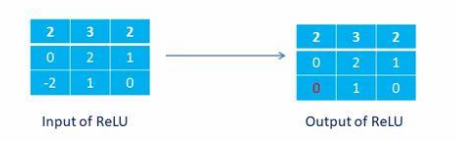 2 3 2
0 2 1
-2 1 0
Input of ReLU
2 3 2
0 2 1
0 1 0
Output of ReLU